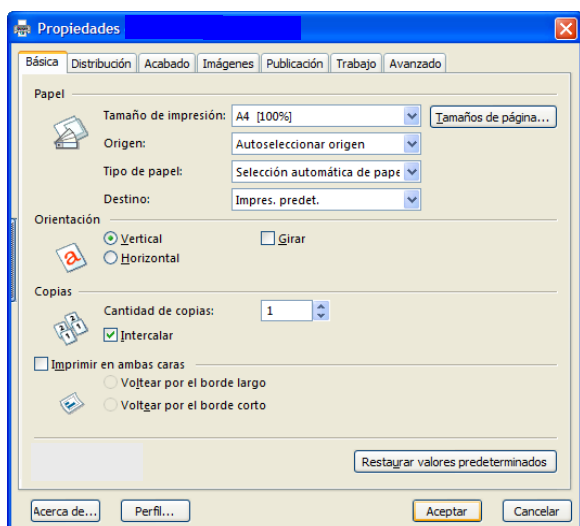 Propiedades
Básica Distribución Acabado Imágenes Publicación Trabajo Avanzado
Papel
Tamaño de impresión: A4 [100%] Tamaños de página...
Origen: Autoseleccionar origen
Tipo de papel: Selección automática de pape
Destino: Impres. predet.
Orientación
Vertical Girar
Horizontal
Copias
Cantidad de copias: 1
Intercalar
Imprimir en ambas caras
Voltear por el borde largo
Voltear por el borde corto
Restaurar valores predeterminados
Acerca de... Perfil... Aceptar Cancelar